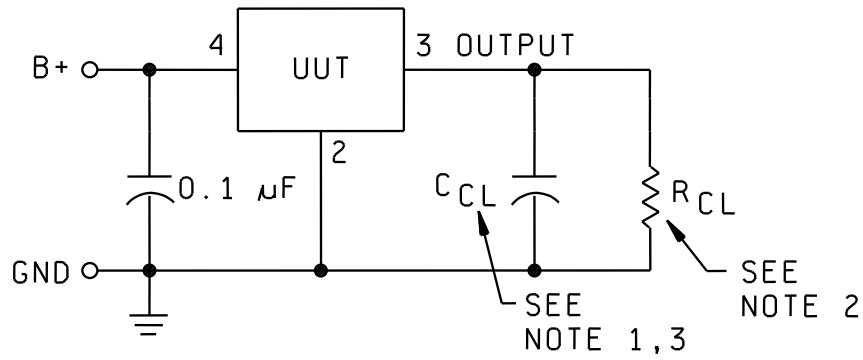 4
3 OUTPUT
B+
UUT
2
0.1 µF
C CL
R CL
GND
SEE
NOTE 2
SEE
NOTE 1,3